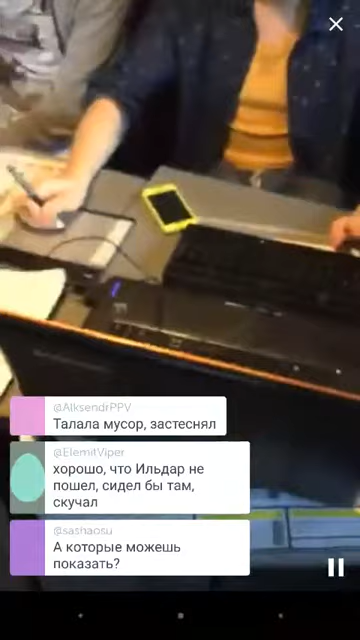 @AlksendrPPV
Талала мусор, застеснял
@ElemitViper
хорошо, что Ильдар не
пошел, сидел бы там,
скучал
@sashaosu
А которые можешь
показать?